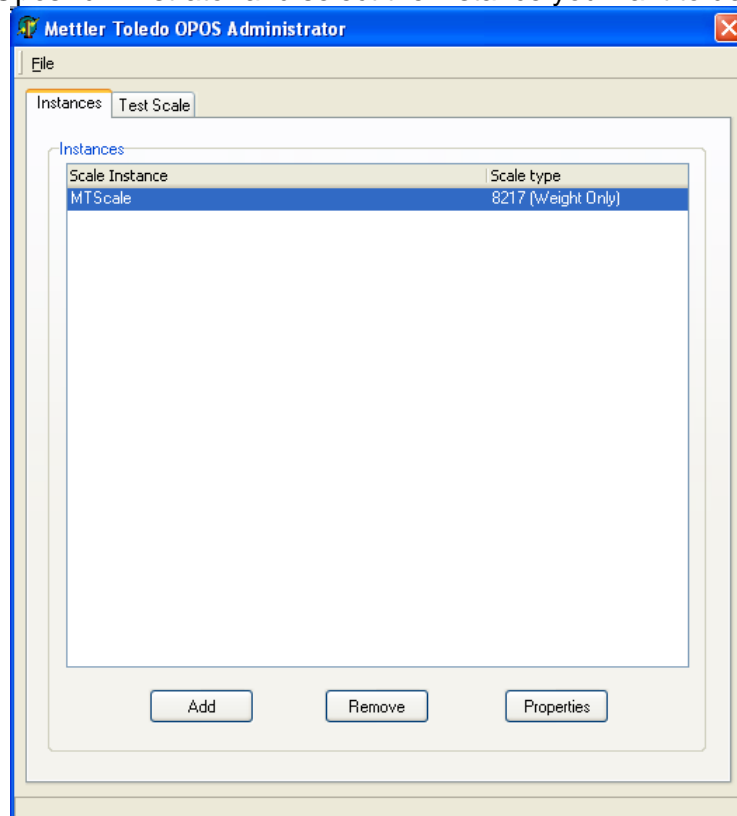 Mettler Toledo OPOS Administrator
File
Instances Test Scale
Instances
Scale Instance Scale type
MTScale 8217 (Weight Only)
Add Remove Properties